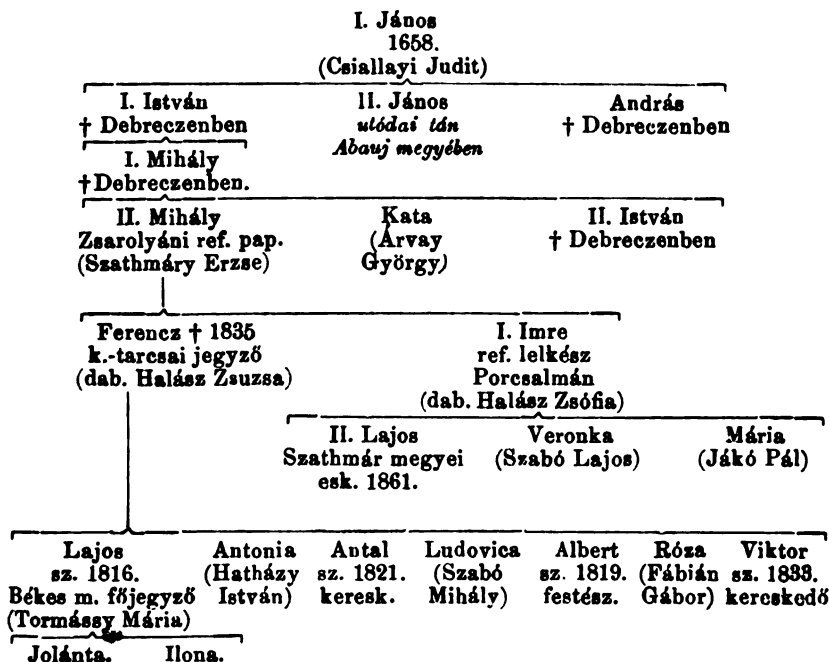 I. János
1658.
(Csiallayi Judit)
I. István II. János András
† Debreczenben utódai tán † Debreczenben
Abauj megyében
I. Mihály
† Debreczenben.
II. Mihály Kata II. István
Zsarolyáni ref. pap. (Árvay † Debreczenben
(Szathmáry Erzse) György)
Ferencz † 1835 I. Imre
k.-tarcsai jegyző ref. lelkész
(dab. Halász Zsuzsa) Porcsalmán
(dab. Halász Zsófia)
II. Lajos Veronka Mária
Szathmár megyei (Szabó Lajos) (Jákó Pál)
esk. 1861.
Lajos Antonia Antal Ludovica Albert Róza Viktor
sz. 1816. (Hatházy sz. 1821. (Szabó sz. 1819. (Fábián sz. 1833.
Békes m. főjegyző István) keresk. Mihály) festész. Gábor) kercskedő
(Tormássy Mária)
Jolánta. Ilona.